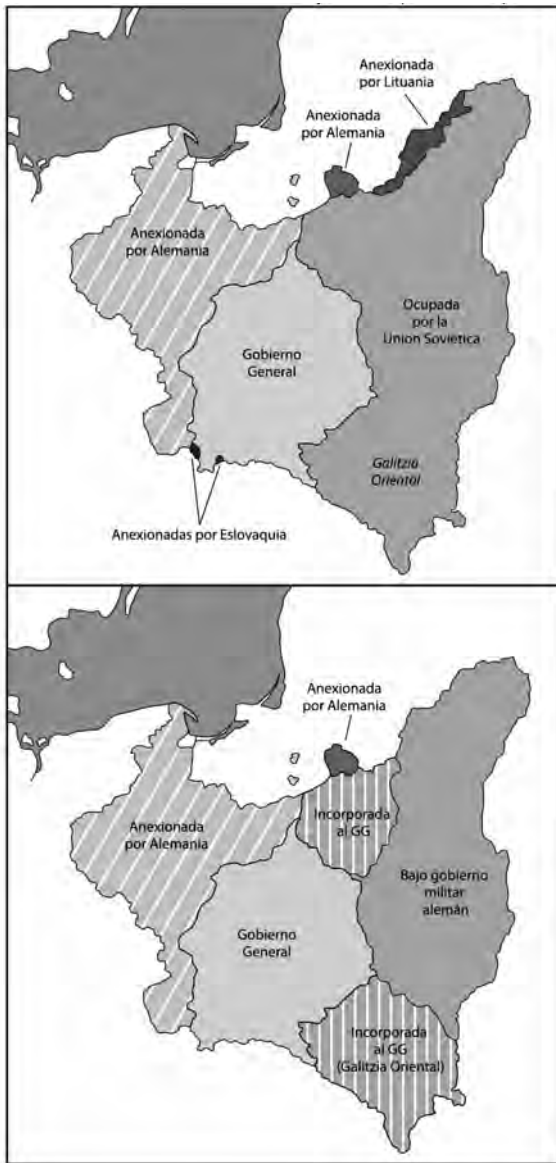 Anexionada
por Lituania
Anexionada
por Alemania
Anexionada
por Alemania
Ocupada
por la
Union Sovietica
Gobierno
General
Galitzia
Oriental
Anexionadas por Eslovaquia
Anexionada
por Alemania
Incorporada
al GG
Anexionada
por Alemania
Bajo gobierno
militar
alemán
Gobierno
General
Incorporada
al GG
(Galitzia Oriental)